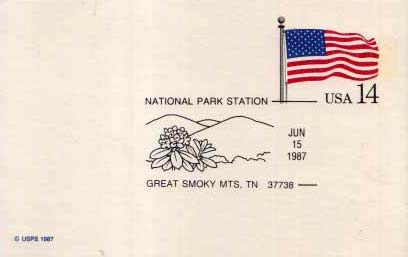 USA 14
NATIONAL PARK STATION
JUN
15
1987
GREAT SMOKY MTS, TN 37738
© USPS 1987